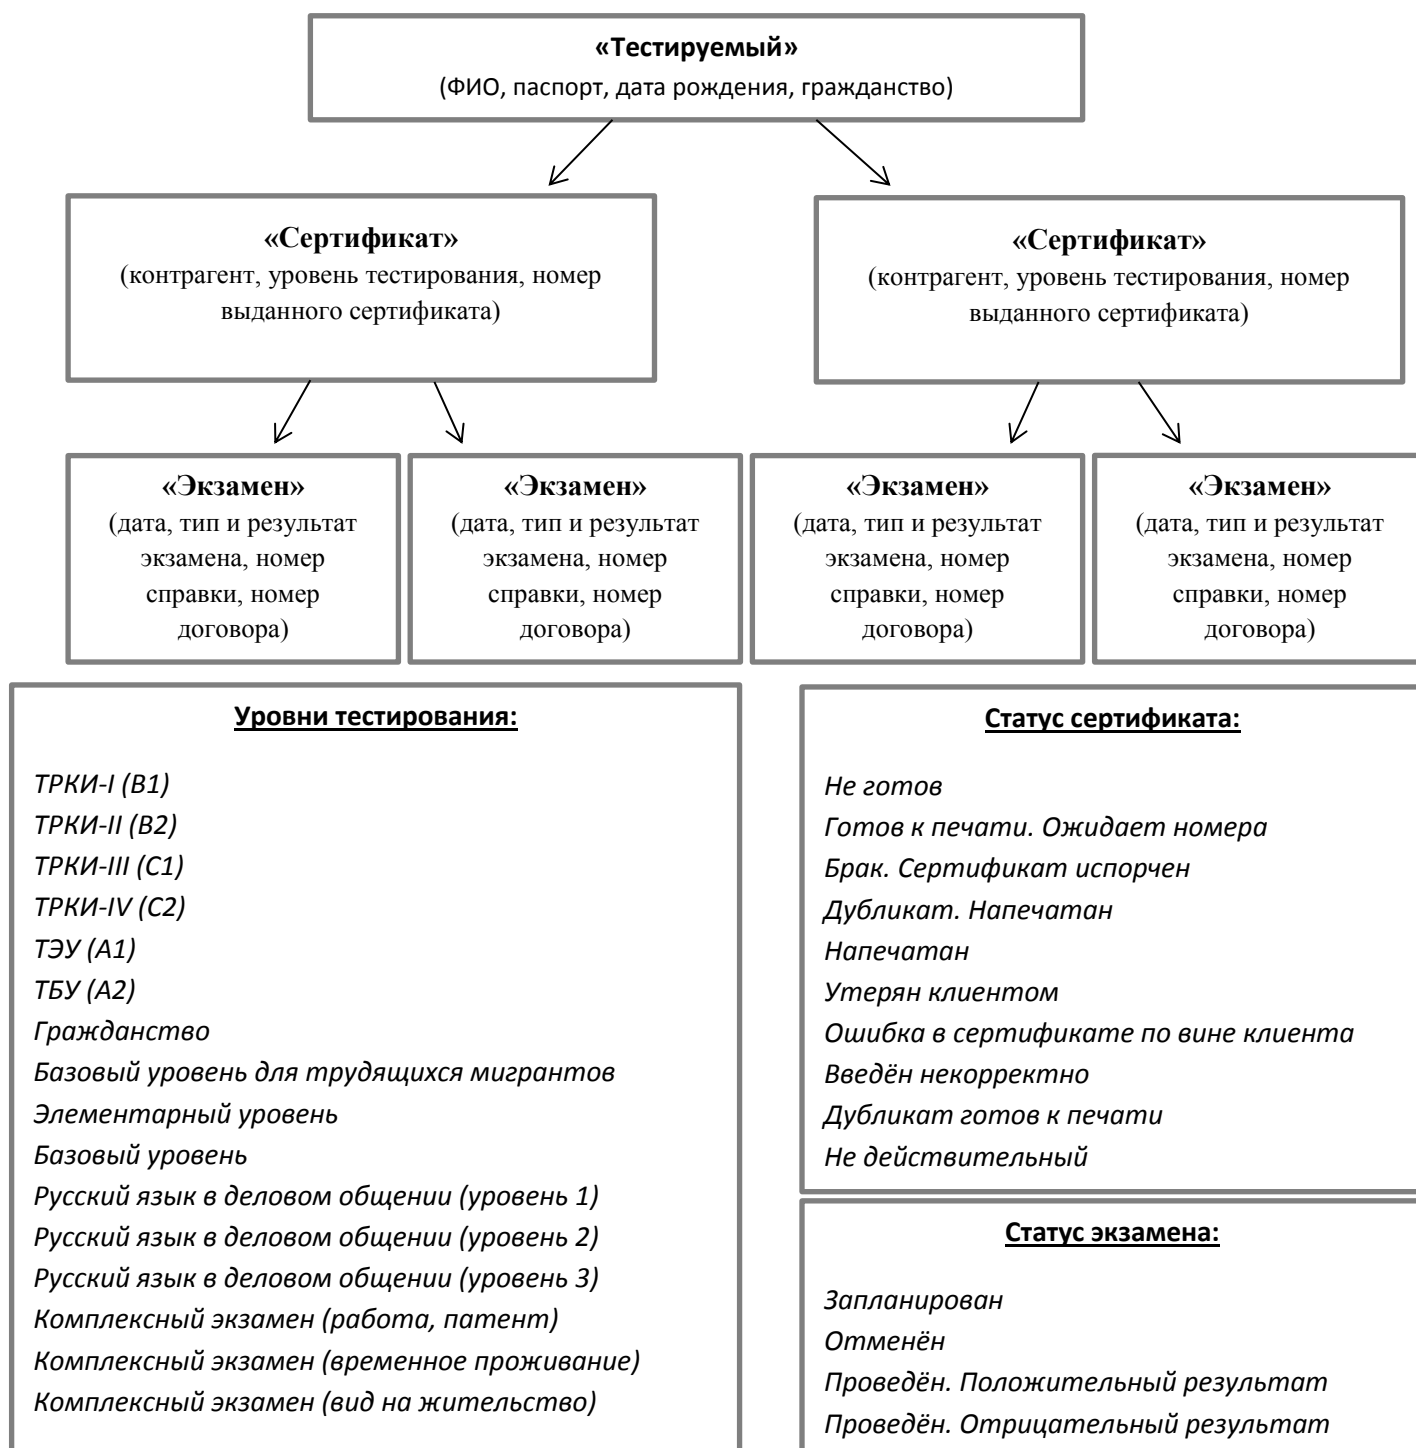 «Тестируемый»
(ФИО, паспорт, дата рождения, гражданство)
«Сертификат»
(контрагент, уровень тестирования, номер
выданного сертификата)
«Сертификат»
(контрагент, уровень тестирования, номер
выданного сертификата)
«Экзамен»
(дата, тип и результат
экзамена, номер
справки, номер
договора)
«Экзамен»
(дата, тип и результат
экзамена, номер
справки, номер
договора)
«Экзамен»
(дата, тип и результат
экзамена, номер
справки, номер
договора)
«Экзамен»
(дата, тип и результат
экзамена, номер
справки, номер
договора)
Уровни тестирования:
ТРКИ-I (B1)
ТРКИ-II (B2)
ТРКИ-III (C1)
ТРКИ-IV (C2)
ТЭУ (A1)
ТБУ (A2)
Гражданство
Базовый уровень для трудящихся мигрантов
Элементарный уровень
Базовый уровень
Русский язык в деловом общении (уровень 1)
Русский язык в деловом общении (уровень 2)
Русский язык в деловом общении (уровень 3)
Комплексный экзамен (работа, патент)
Комплексный экзамен (временное проживание)
Комплексный экзамен (вид на жительство)
Статус сертификата:
Не готов
Готов к печати. Ожидает номера
Брак. Сертификат испорчен
Дубликат. Напечатан
Напечатан
Утерян клиентом
Ошибка в сертификате по вине клиента
Введён некорректно
Дубликат готов к печати
Не действительный
Статус экзамена:
Запланирован
Отменён
Проведён. Положительный результат
Проведён. Отрицательный результат